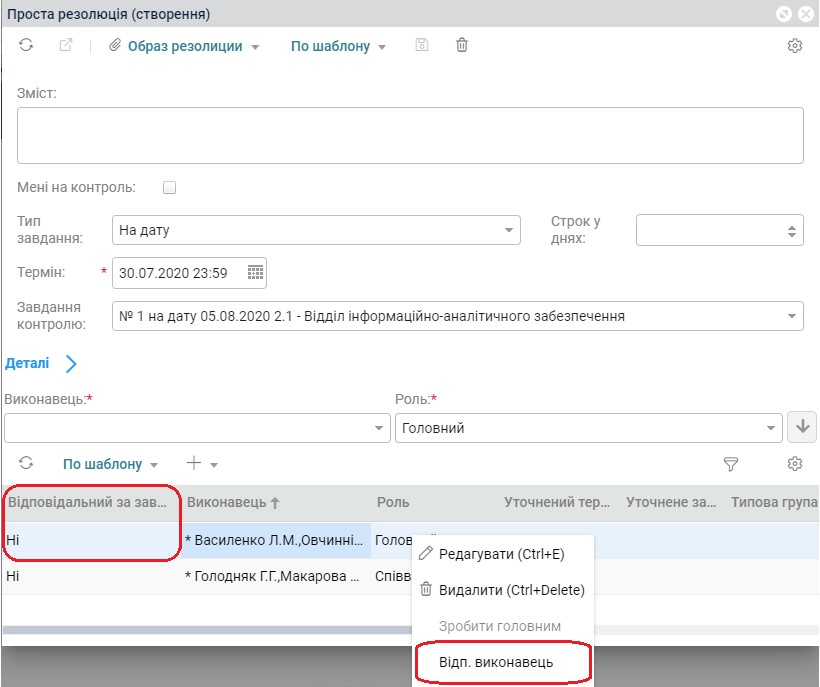 Проста резолюція (створення)
Образ резолиции
По шаблону
Зміст:
Мені на контроль:
Тип завдання:
На дату
Строк у днях:
Термін: *
30.07.2020 23:59
Завдання контролю:
№ 1 на дату 05.08.2020 2.1 - Відділ інформаційно-аналітичного забезпечення
Деталі
Виконавець:*
Роль:*
Головний
По шаблону
Відповідальний за зав... Виконавець Роль Уточнений тер... Уточнене за... Типова група
Ні * Василенко Л.М.,Овчинні... Голов
Ні * Голодняк Г.Г.,Макарова ... Співв
Редагувати (Ctrl+E)
Видалити (Ctrl+Delete)
Зробити головним
Відп. виконавець